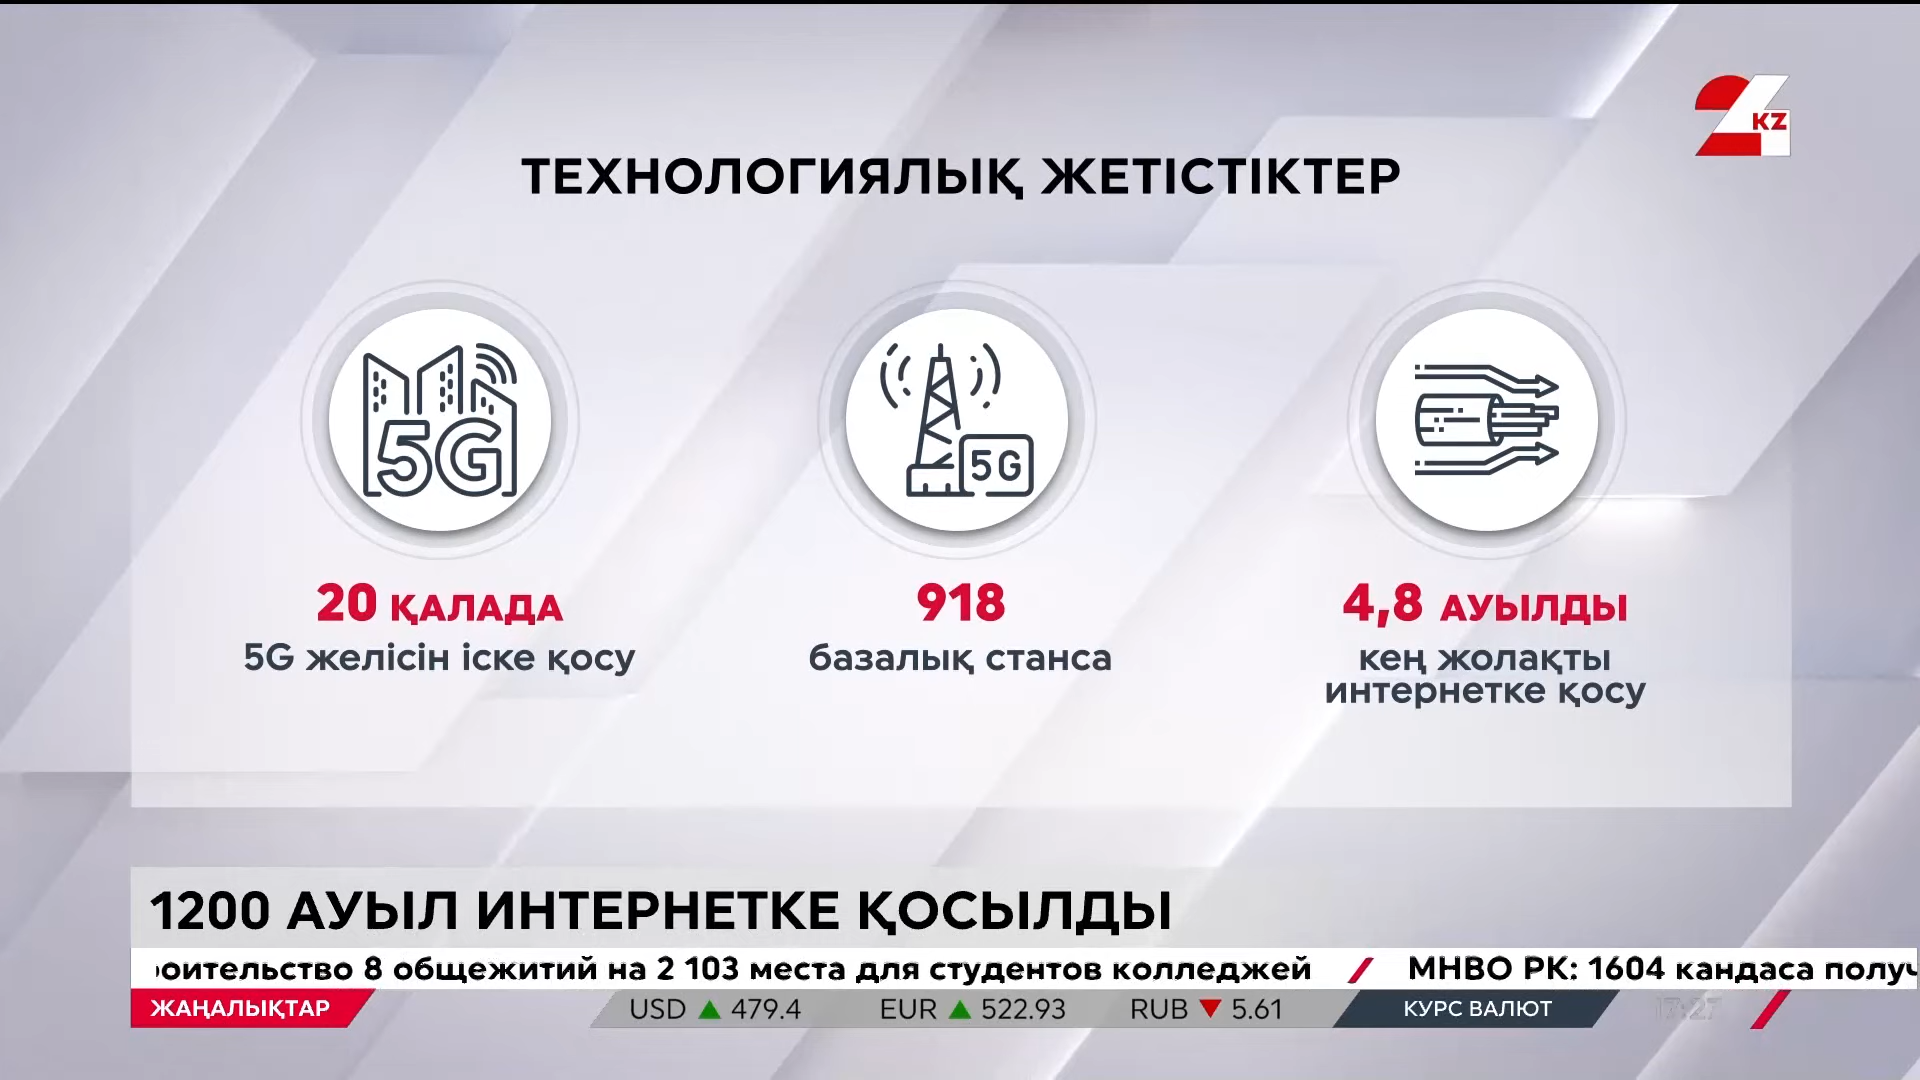 24 KZ
ТЕХНОЛОГИЯЛЫҚ ЖЕТІСТІКТЕР
5G
5G
20 ҚАЛАДА
5G желісін іске қосу
918
базалық станса
4,8 АУЫЛДЫ
кең жолақты
интернетке қосу
1200 АУЫЛ ИНТЕРНЕТКЕ ҚОСЫЛДЫ
8 общежитий на 2 103 места для студентов колледжей / МНВО РК: 1604 кандаса
ЖАҢАЛЫҚТАР USD ▲ 479.4 EUR ▲ 522.93 RUB ▼ 5.61 КУРС ВАЛЮТ